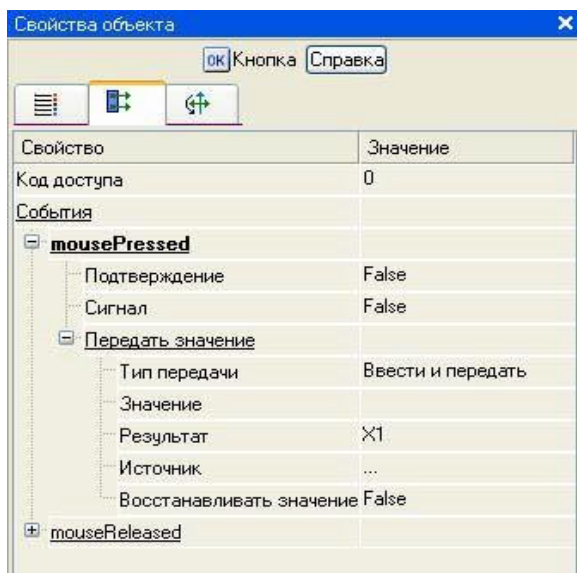 Свойства объекта
ок Кнопка Справка
Свойство Значение
Код доступа 0
События
mousePressed
Подтверждение False
Сигнал False
Передать значение
Тип передачи Ввести и передать
Значение
Результат X1
Источник ...
Восстанавливать значение False
mouseReleased